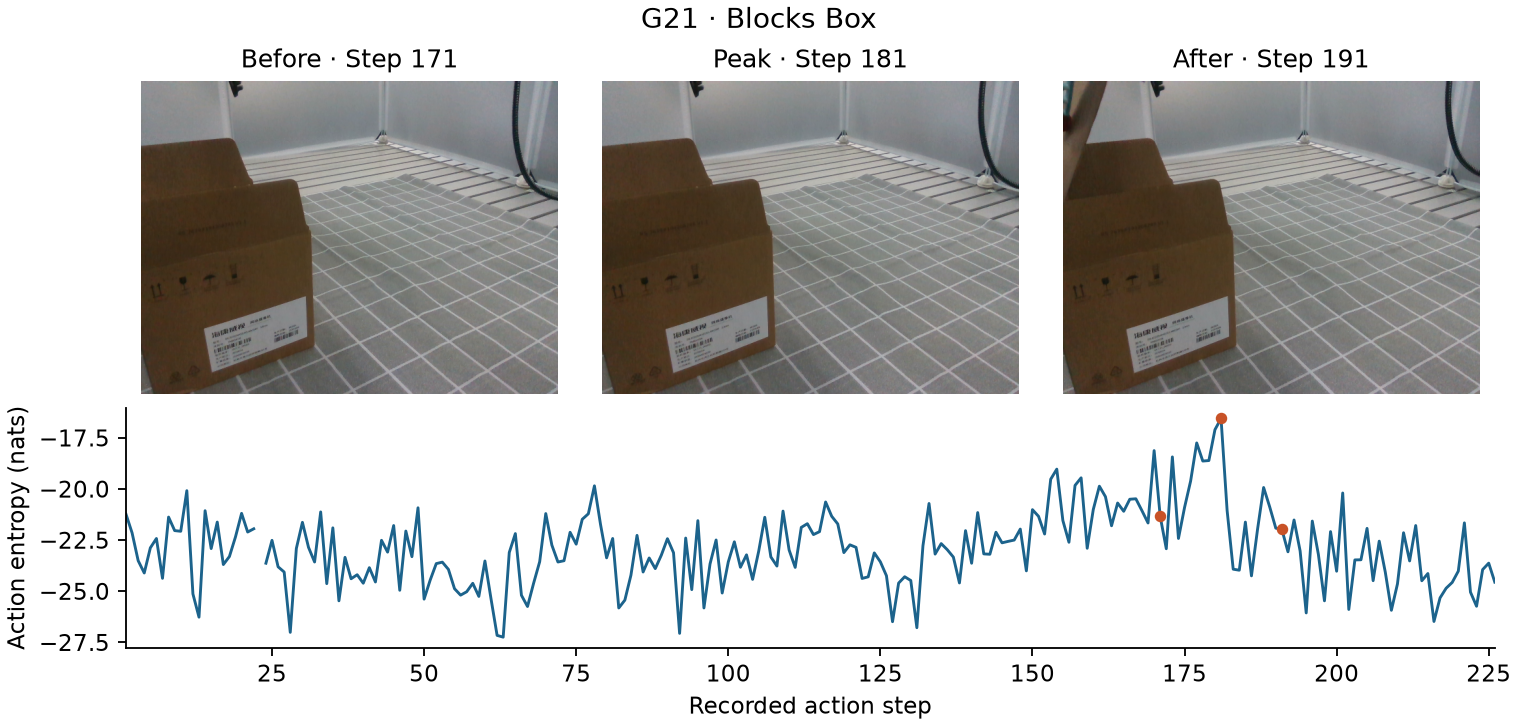 G21 · Blocks Box
Before · Step 171
Peak · Step 181
After · Step 191
Action entropy (nats)
−17.5
−20.0
−22.5
−25.0
−27.5
25
50
75
100
125
150
175
200
225
Recorded action step